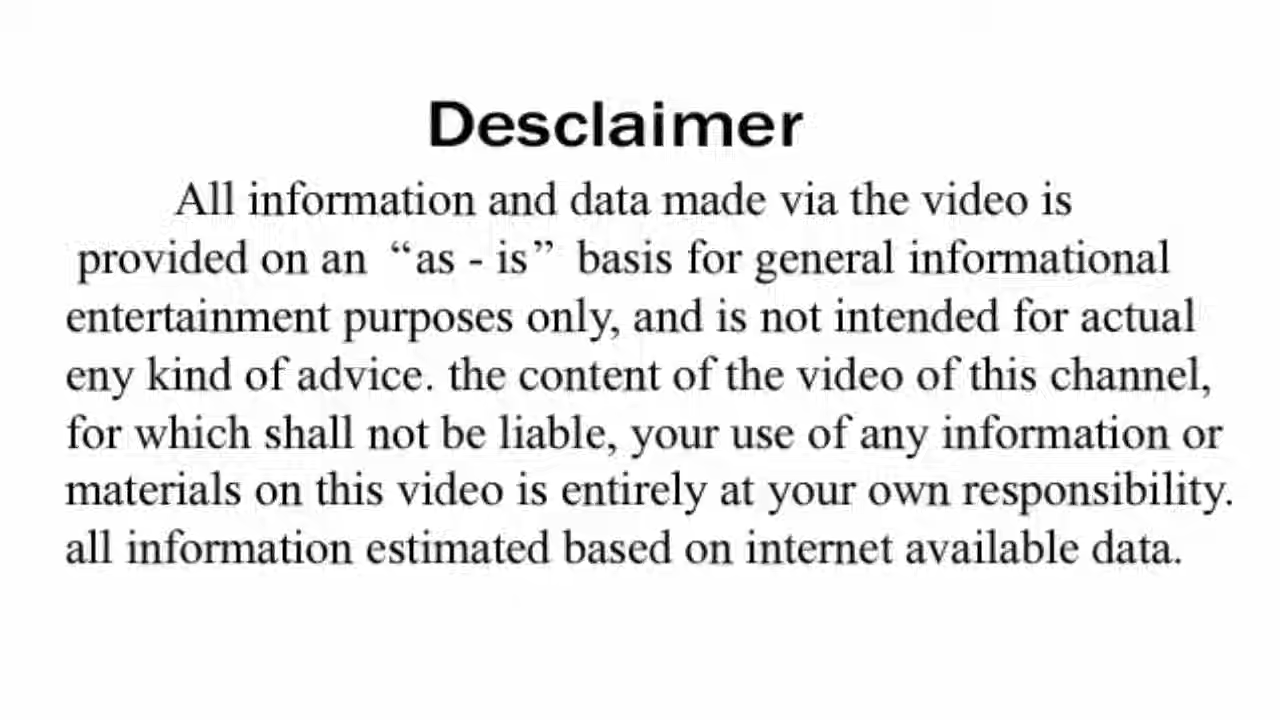 Desclaimer
All information and data made via the video is
provided on an “as - is” basis for general informational
entertainment purposes only, and is not intended for actual
eny kind of advice. the content of the video of this channel,
for which shall not be liable, your use of any information or
materials on this video is entirely at your own responsibility.
all information estimated based on internet available data.